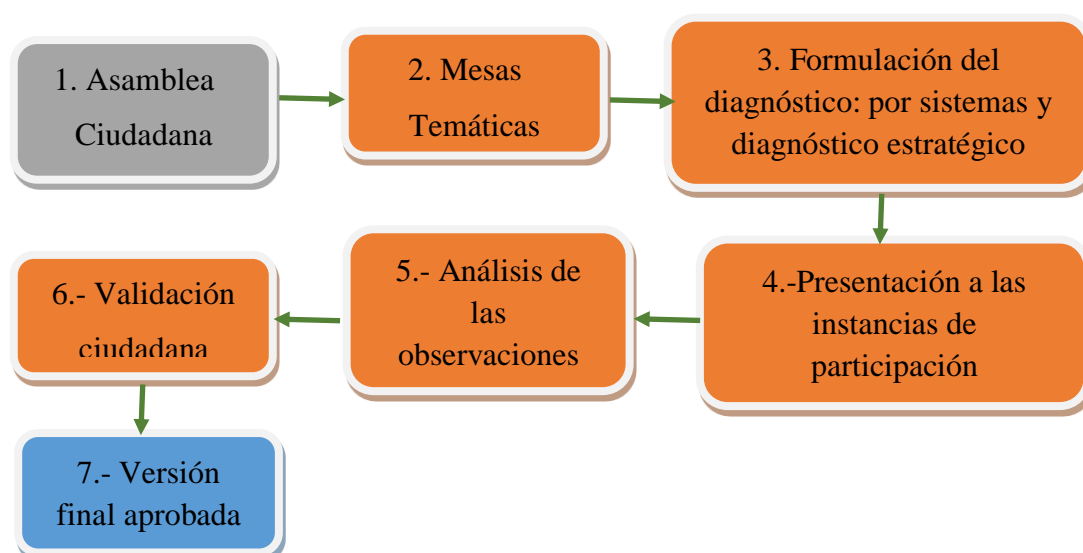 1. Asamblea
Ciudadana
2. Mesas
Temáticas
3. Formulación del
diagnóstico: por sistemas y
diagnóstico estratégico
4.-Presentación a las
instancias de
participación
5.- Análisis de
las
observaciones
6.- Validación
ciudadana
7.- Versión
final aprobada